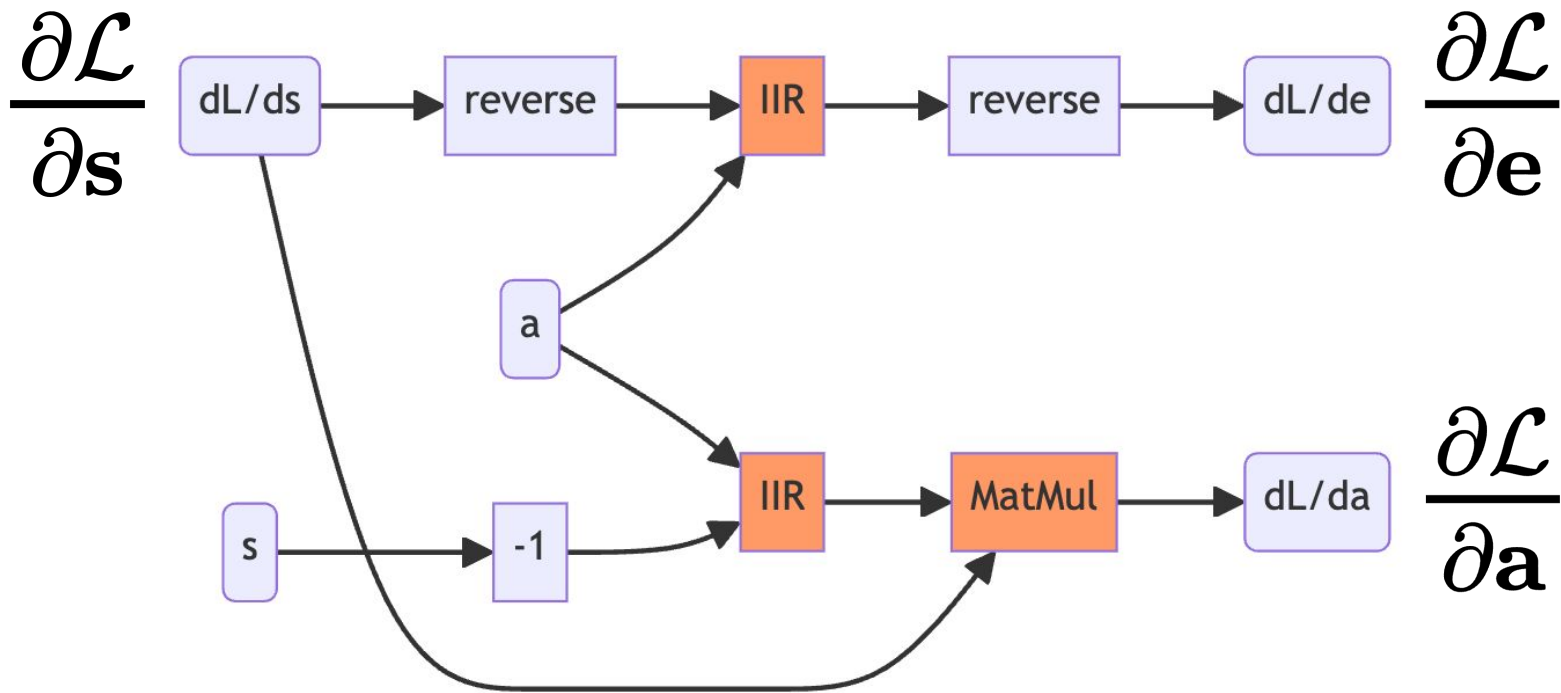 ∂ℒ/∂s
dL/ds
reverse
IIR
reverse
dL/de
∂ℒ/∂e
a
s
-1
IIR
MatMul
dL/da
∂ℒ/∂a